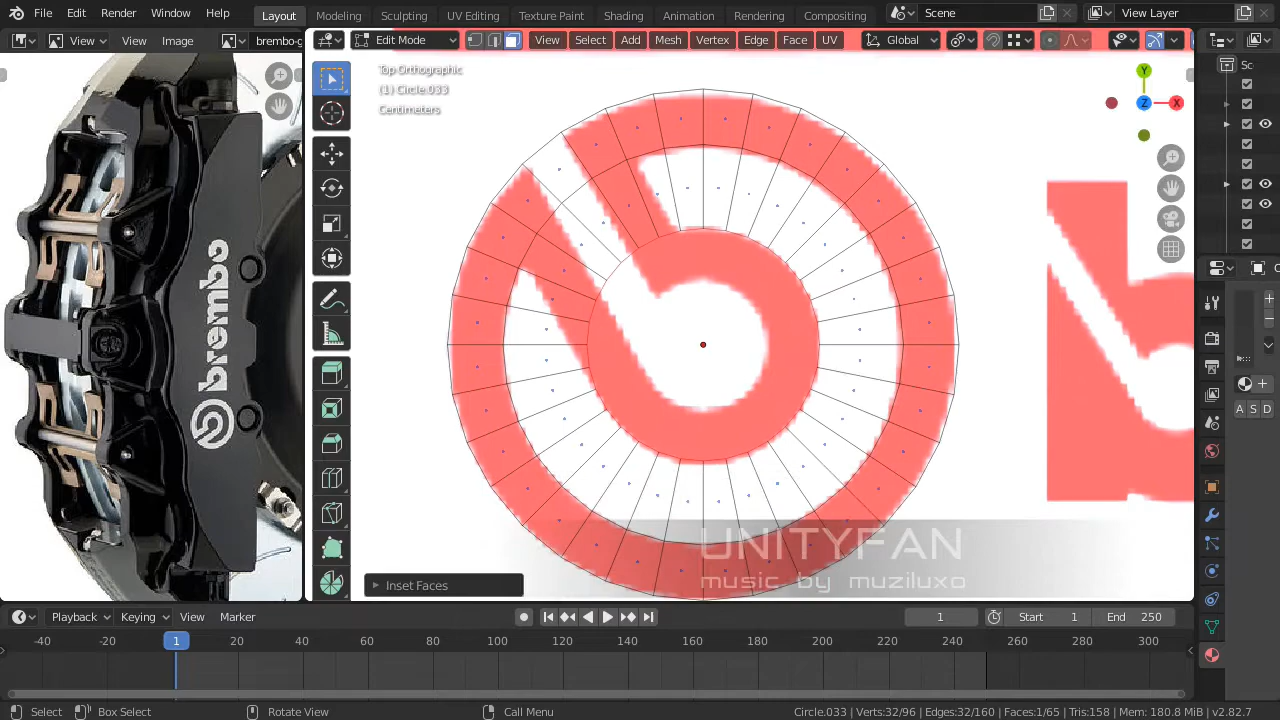 File Edit Render Window Help
Layout Modeling Sculpting UV Editing Texture Paint Shading Animation Rendering Compositing
Scene
View Layer
View View Image brembo-g
Edit Mode View Select Add Mesh Vertex Edge Face UV Global
Top Orthographic
(1) Circle.033
Centimeters
Y
Z
X
Sc
brembo
A S D
UNITYFAN
music by muziluxo
Inset Faces
Playback Keying View Marker
1 Start 1 End 250
-40 -20 1 20 40 60 80 100 120 140 160 180 200 220 240 260 280 300
Select Box Select Rotate View Call Menu
Circle.033 | Verts:32/96 | Edges:32/160 | Faces:1/65 | Tris:158 | Mem: 180.8 MiB | v2.82.7